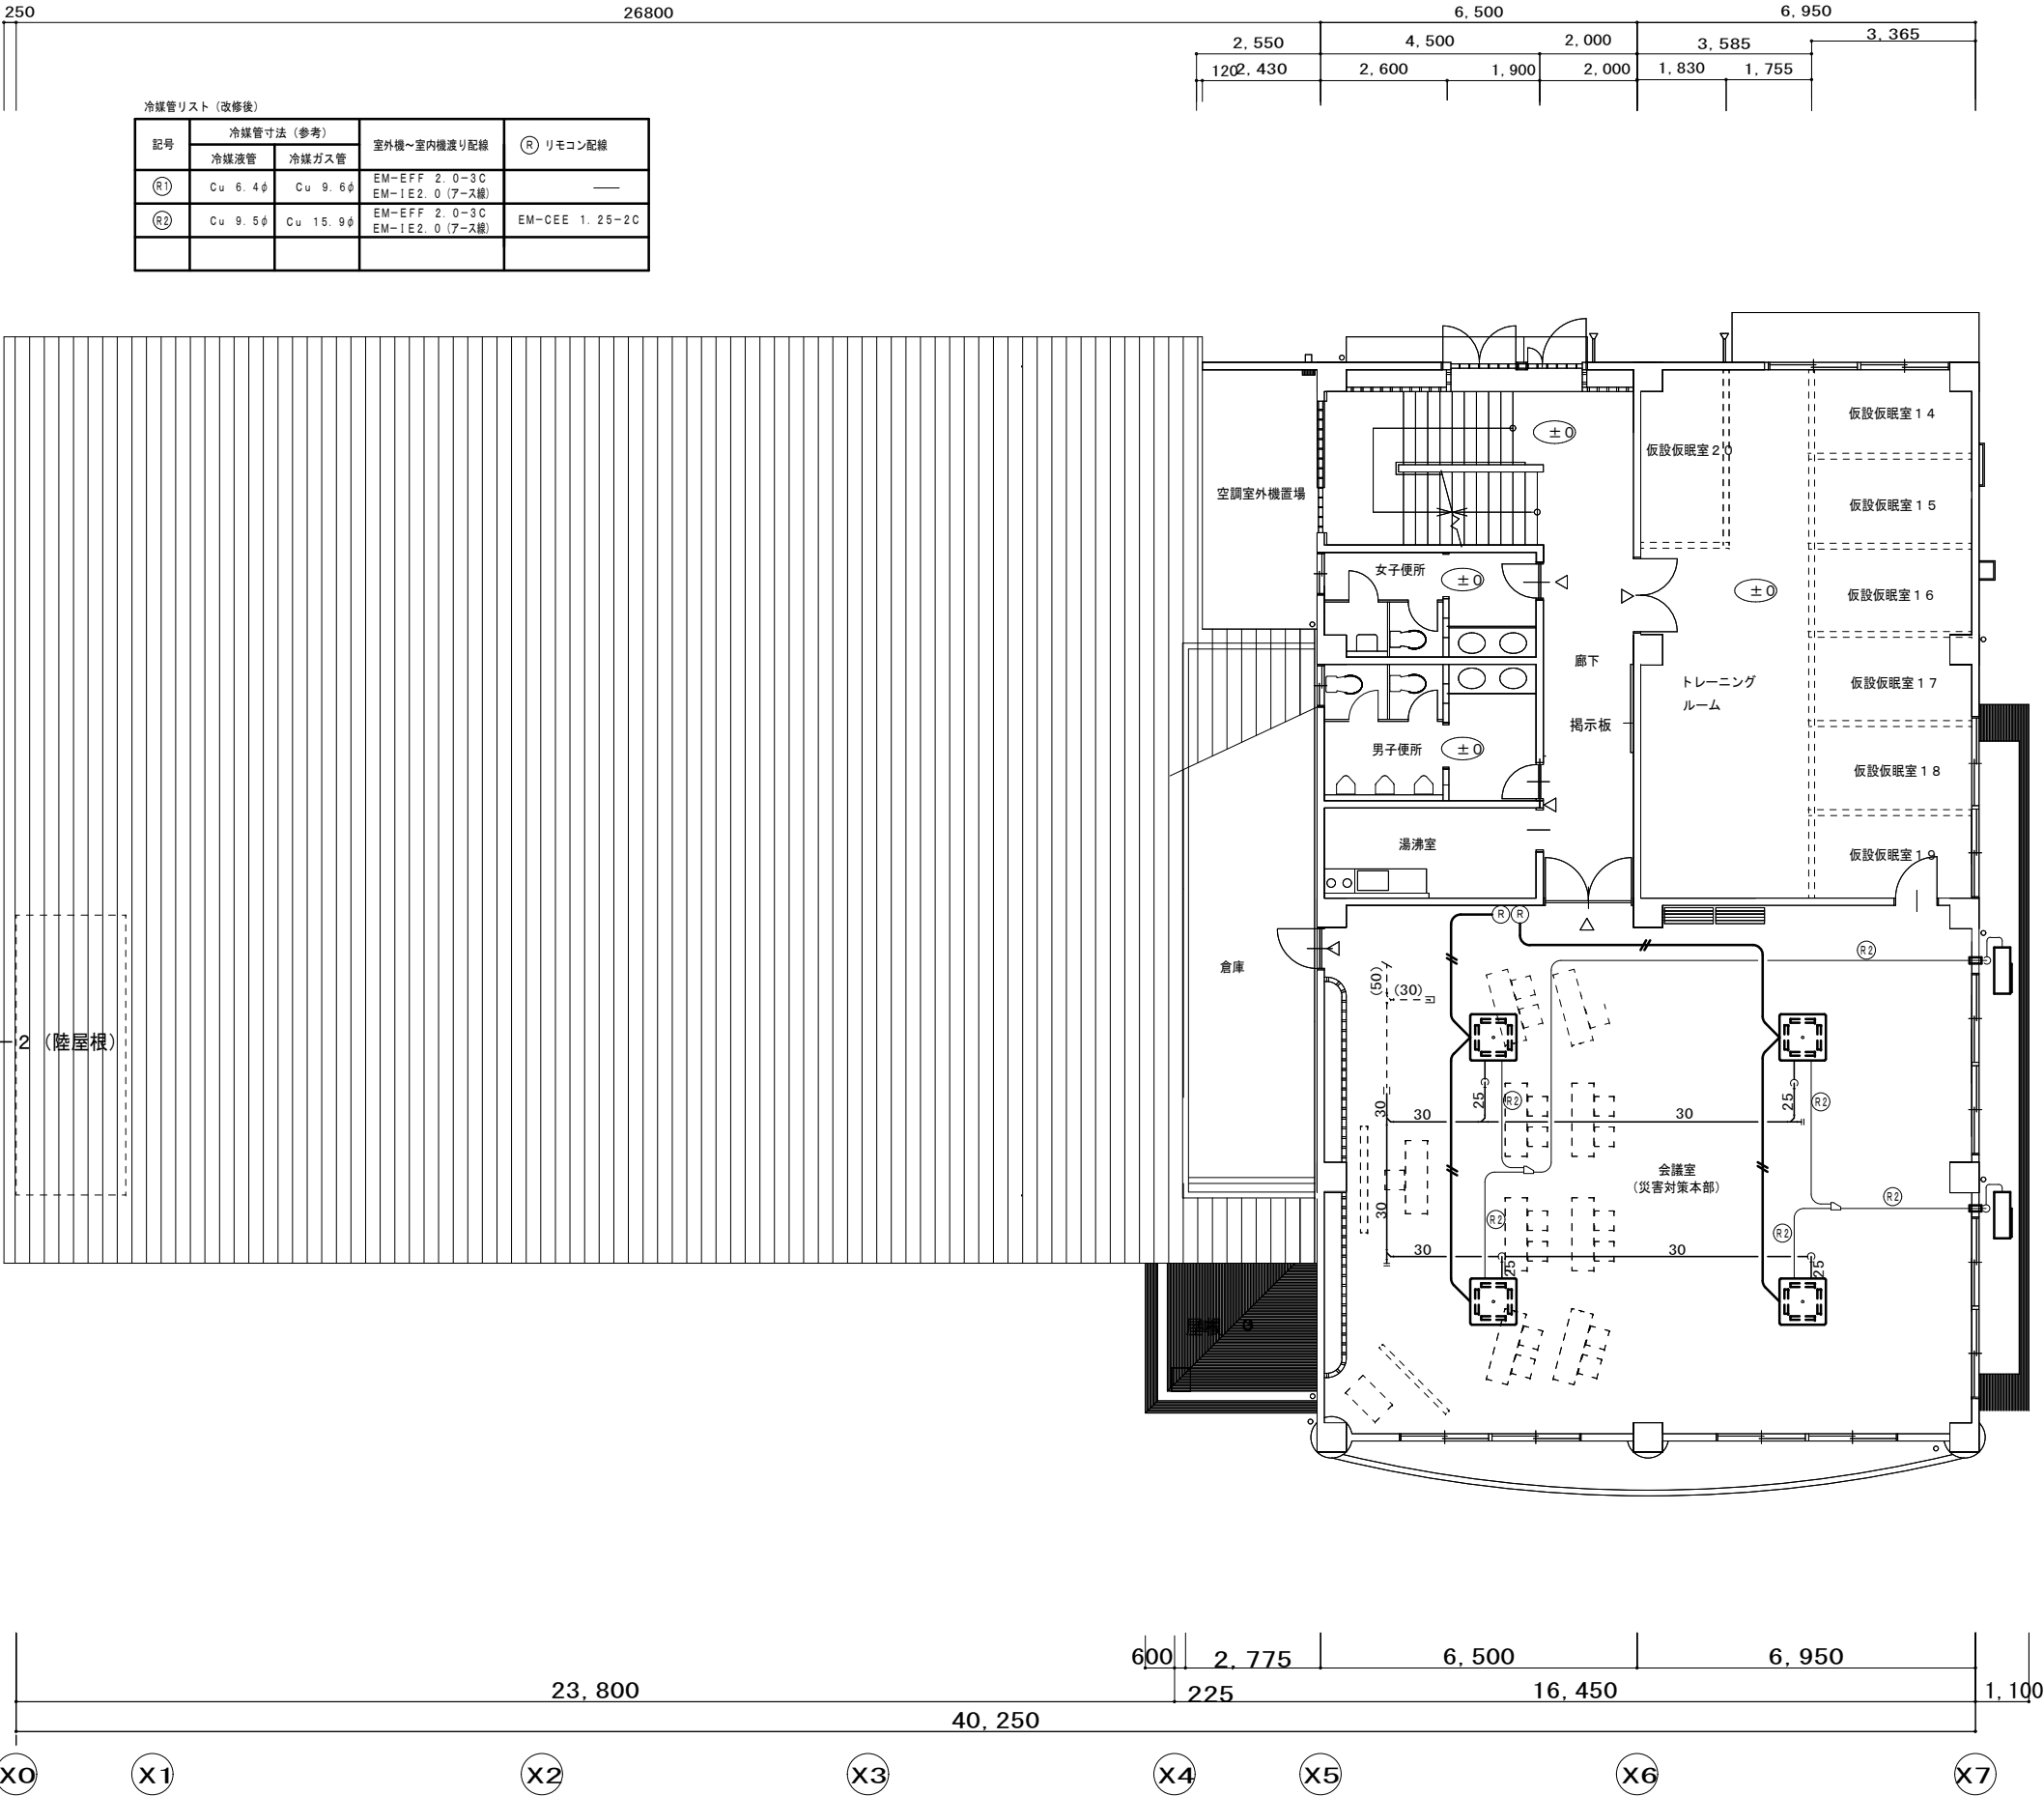 250 26800 6,500 6,950
2,550 4,500 2,000 3,585 3,365
120 2,430 2,600 1,900 2,000 1,830 1,755
冷媒管リスト（改修後）
記号 冷媒管寸法（参考） 室外機～室内機渡り配線 R リモコン配線
冷媒液管 冷媒ガス管
R1 Cu 6.4φ Cu 9.6φ EM-EFF 2.0-3C
EM-IE2.0（アース線）
R2 Cu 9.5φ Cu 15.9φ EM-EFF 2.0-3C EM-CEE 1.25-2C
EM-IE2.0（アース線）
仮設仮眠室14
±0
仮設仮眠室20
空調室外機置場
仮設仮眠室15
女子便所 ±0
±0
仮設仮眠室16
廊下
トレーニング
ルーム
仮設仮眠室17
掲示板
男子便所 ±0
仮設仮眠室18
湯沸室
仮設仮眠室19
R R
R2
倉庫
(50)
(30)
2（陸屋根）
25 R2 25 R2
30 30 30
会議室
（災害対策本部）
R2
30 R2 R2
30 30
25 25
600 2,775 6,500 6,950
23,800 225 16,450 1,100
40,250
X0 X1 X2 X3 X4 X5 X6 X7